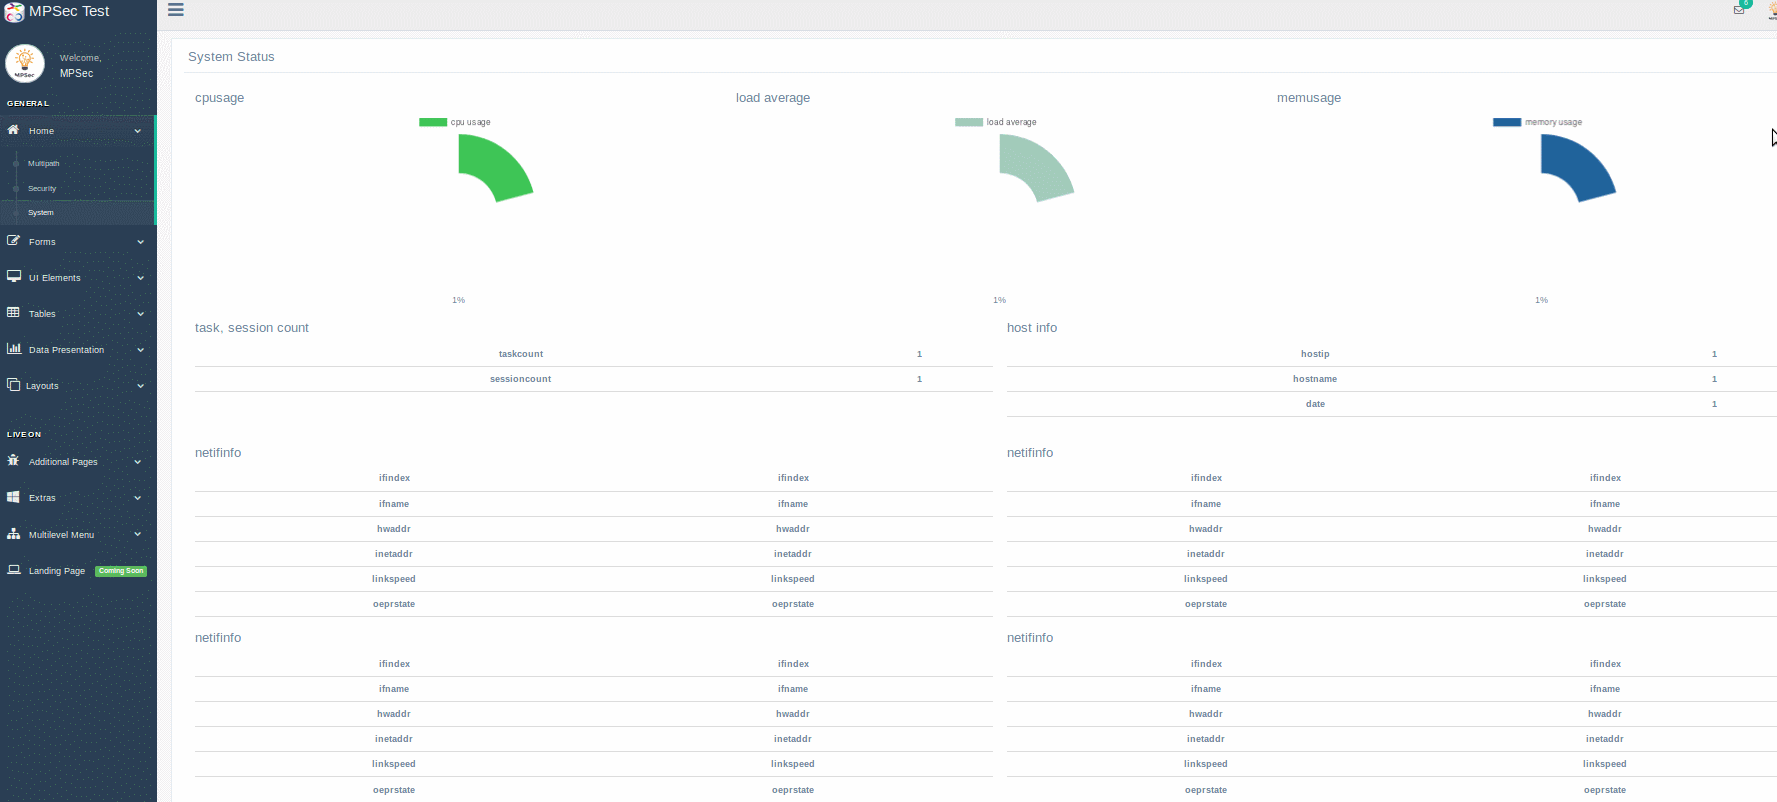 MPSec Test
6
MPSec
Welcome,
MPSec
GENERAL
Home
Multipath
Security
System
Forms
UI Elements
Tables
Data Presentation
Layouts
LIVE ON
Additional Pages
Extras
Multilevel Menu
Landing Page Coming Soon
System Status
cpusage load average memusage
cpu usage load average memory usage
1% 1% 1%
task, session count host info
taskcount 1 hostip 1
sessioncount 1 hostname 1
date 1
netifinfo netifinfo
ifindex ifindex ifindex ifindex
ifname ifname ifname ifname
hwaddr hwaddr hwaddr hwaddr
inetaddr inetaddr inetaddr inetaddr
linkspeed linkspeed linkspeed linkspeed
oeprstate oeprstate oeprstate oeprstate
netifinfo netifinfo
ifindex ifindex ifindex ifindex
ifname ifname ifname ifname
hwaddr hwaddr hwaddr hwaddr
inetaddr inetaddr inetaddr inetaddr
linkspeed linkspeed linkspeed linkspeed
oeprstate oeprstate oeprstate oeprstate